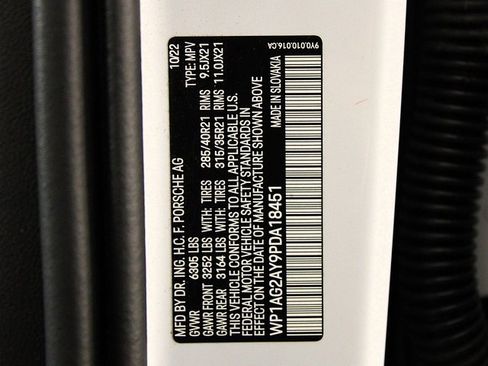 MFD BY DR. ING. H.C. F. PORSCHE AG 10/22
GVWR 6305 LBS TYPE: MPV
GAWR FRONT 3252 LBS WITH: TIRES 285/40R21 RIMS 9.5JX21
GAWR REAR 3164 LBS WITH: TIRES 315/35R21 RIMS 11.0JX21
THIS VEHICLE CONFORMS TO ALL APPLICABLE U.S.
FEDERAL MOTOR VEHICLE SAFETY STANDARDS IN
EFFECT ON THE DATE OF MANUFACTURE SHOWN ABOVE
WP1AG2AY9PDA18451 MADE IN SLOVAKIA
9Y0.010.016.CA